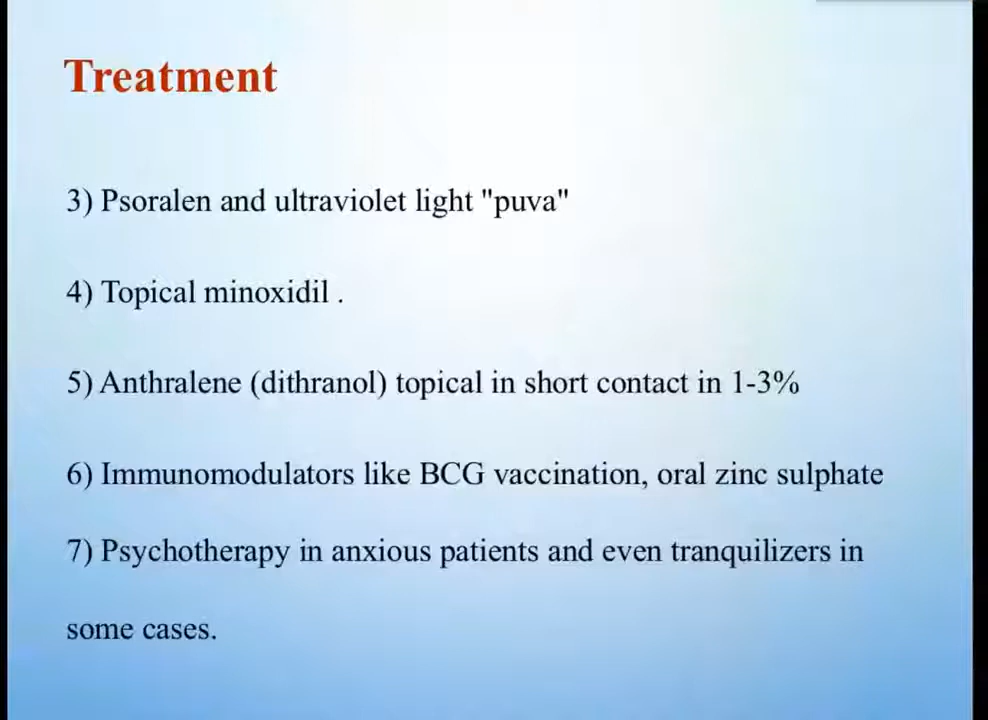 Treatment
3) Psoralen and ultraviolet light "puva"
4) Topical minoxidil .
5) Anthralene (dithranol) topical in short contact in 1-3%
6) Immunomodulators like BCG vaccination, oral zinc sulphate
7) Psychotherapy in anxious patients and even tranquilizers in
some cases.